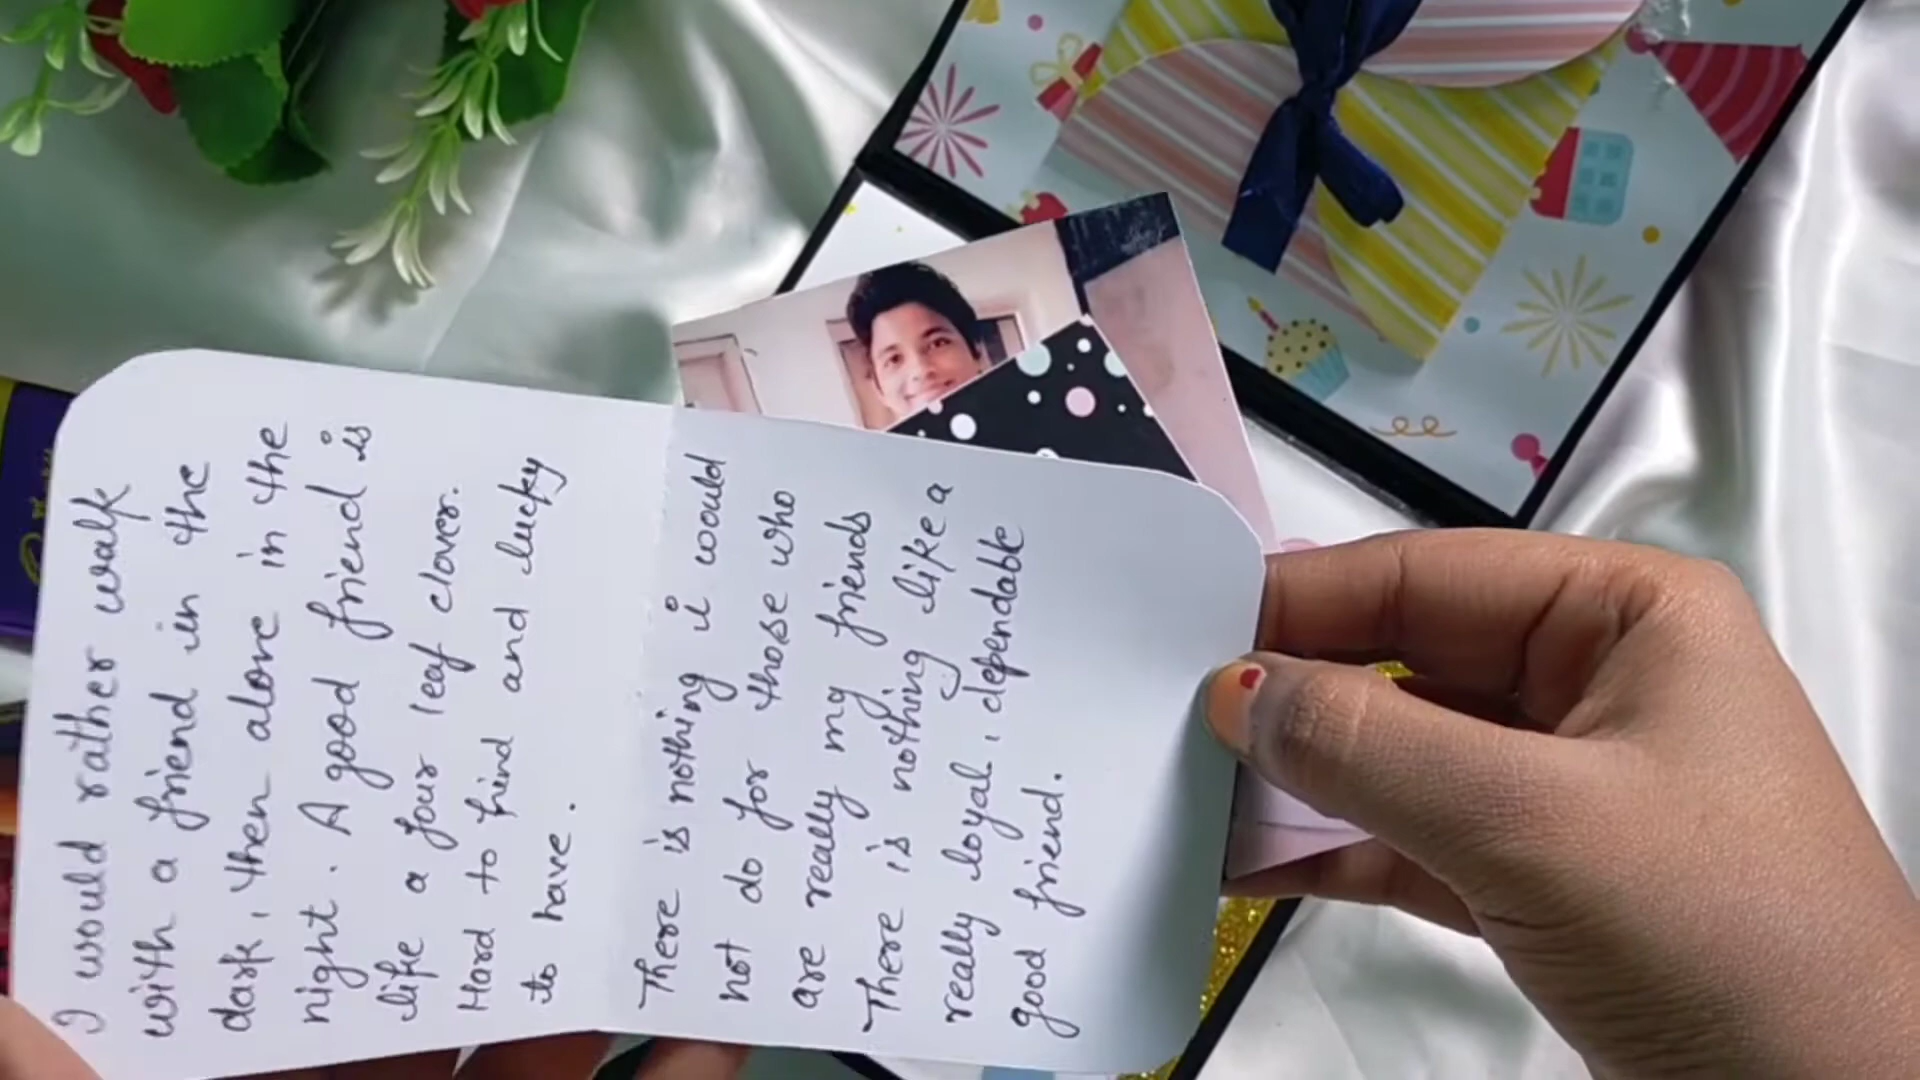 I would rather walk
with a friend in the
dark, then alone in the
night. A good friend is
life a four leaf clover.
Hard to find and lucky
to have.
There is nothing i would
not do for those who
are really my friends
There is nothing like a
really loyal, dependable
good friend.